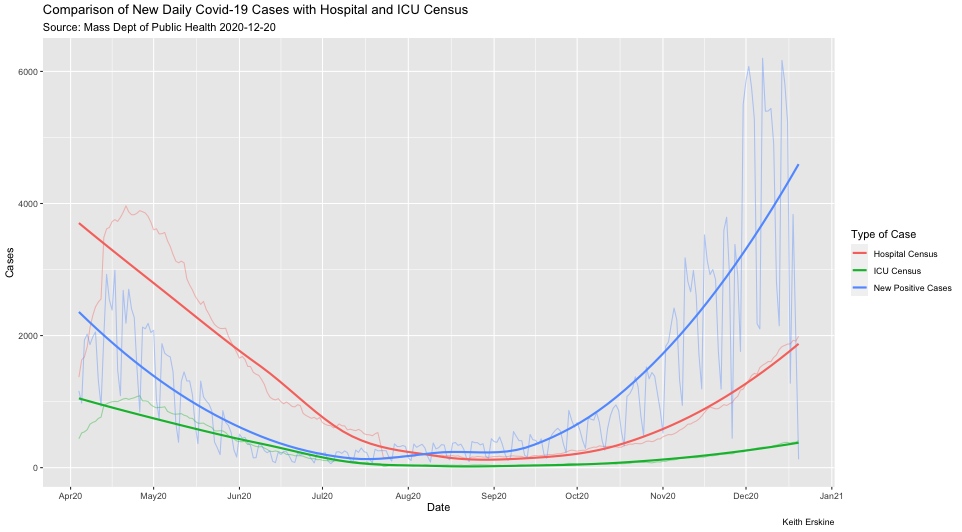 Comparison of New Daily Covid-19 Cases with Hospital and ICU Census
Source: Mass Dept of Public Health 2020-12-20
6000
4000
2000
0
Cases
Apr20 May20 Jun20 Jul20 Aug20 Sep20 Oct20 Nov20 Dec20 Jan21
Date
Type of Case
Hospital Census
ICU Census
New Positive Cases
Keith Erskine